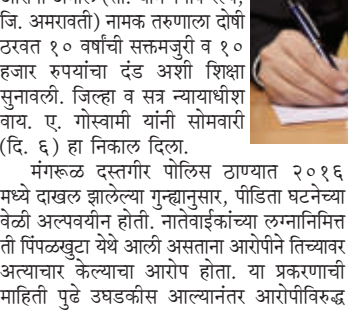 जि. अमरावती) नामक तरुणाला दोषी
ठरवत १० वर्षांची सक्तमजुरी व १०
हजार रुपयांचा दंड अशी शिक्षा
सुनावली. जिल्हा व सत्र न्यायाधीश
वाय. ए. गोस्वामी यांनी सोमवारी
(दि. ६) हा निकाल दिला.
मंगरूळ दस्तगीर पोलिस ठाण्यात २०१६
मध्ये दाखल झालेल्या गुन्ह्यानुसार, पीडिता घटनेच्या
वेळी अल्पवयीन होती. नातेवाईकांच्या लग्नानिमित्त
ती पिंपळखुटा येथे आली असताना आरोपीने तिच्यावर
अत्याचार केल्याचा आरोप होता. या प्रकरणाची
माहिती पुढे उघडकीस आल्यानंतर आरोपीविरुद्ध